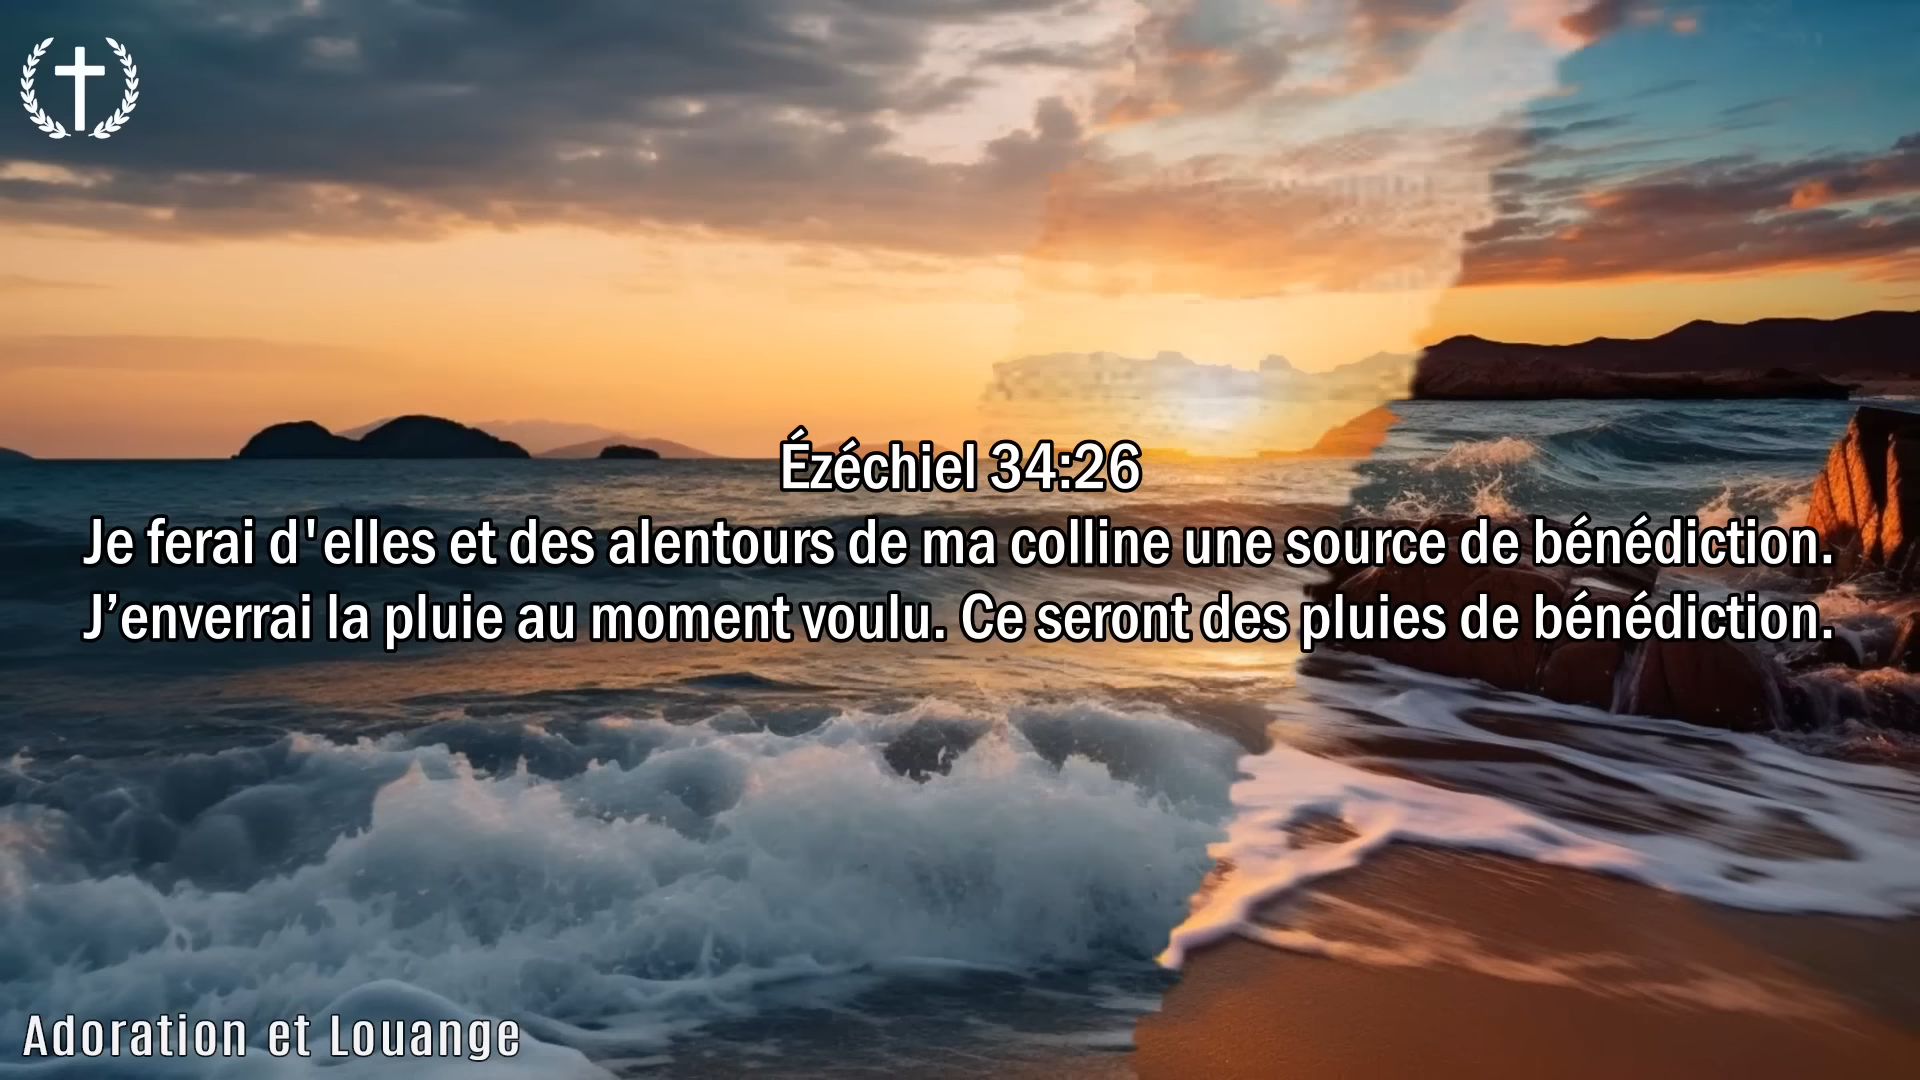 Ézéchiel 34:26
Je ferai d'elles et des alentours de ma colline une source de bénédiction.
J’enverrai la pluie au moment voulu. Ce seront des pluies de bénédiction.
Adoration et Louange